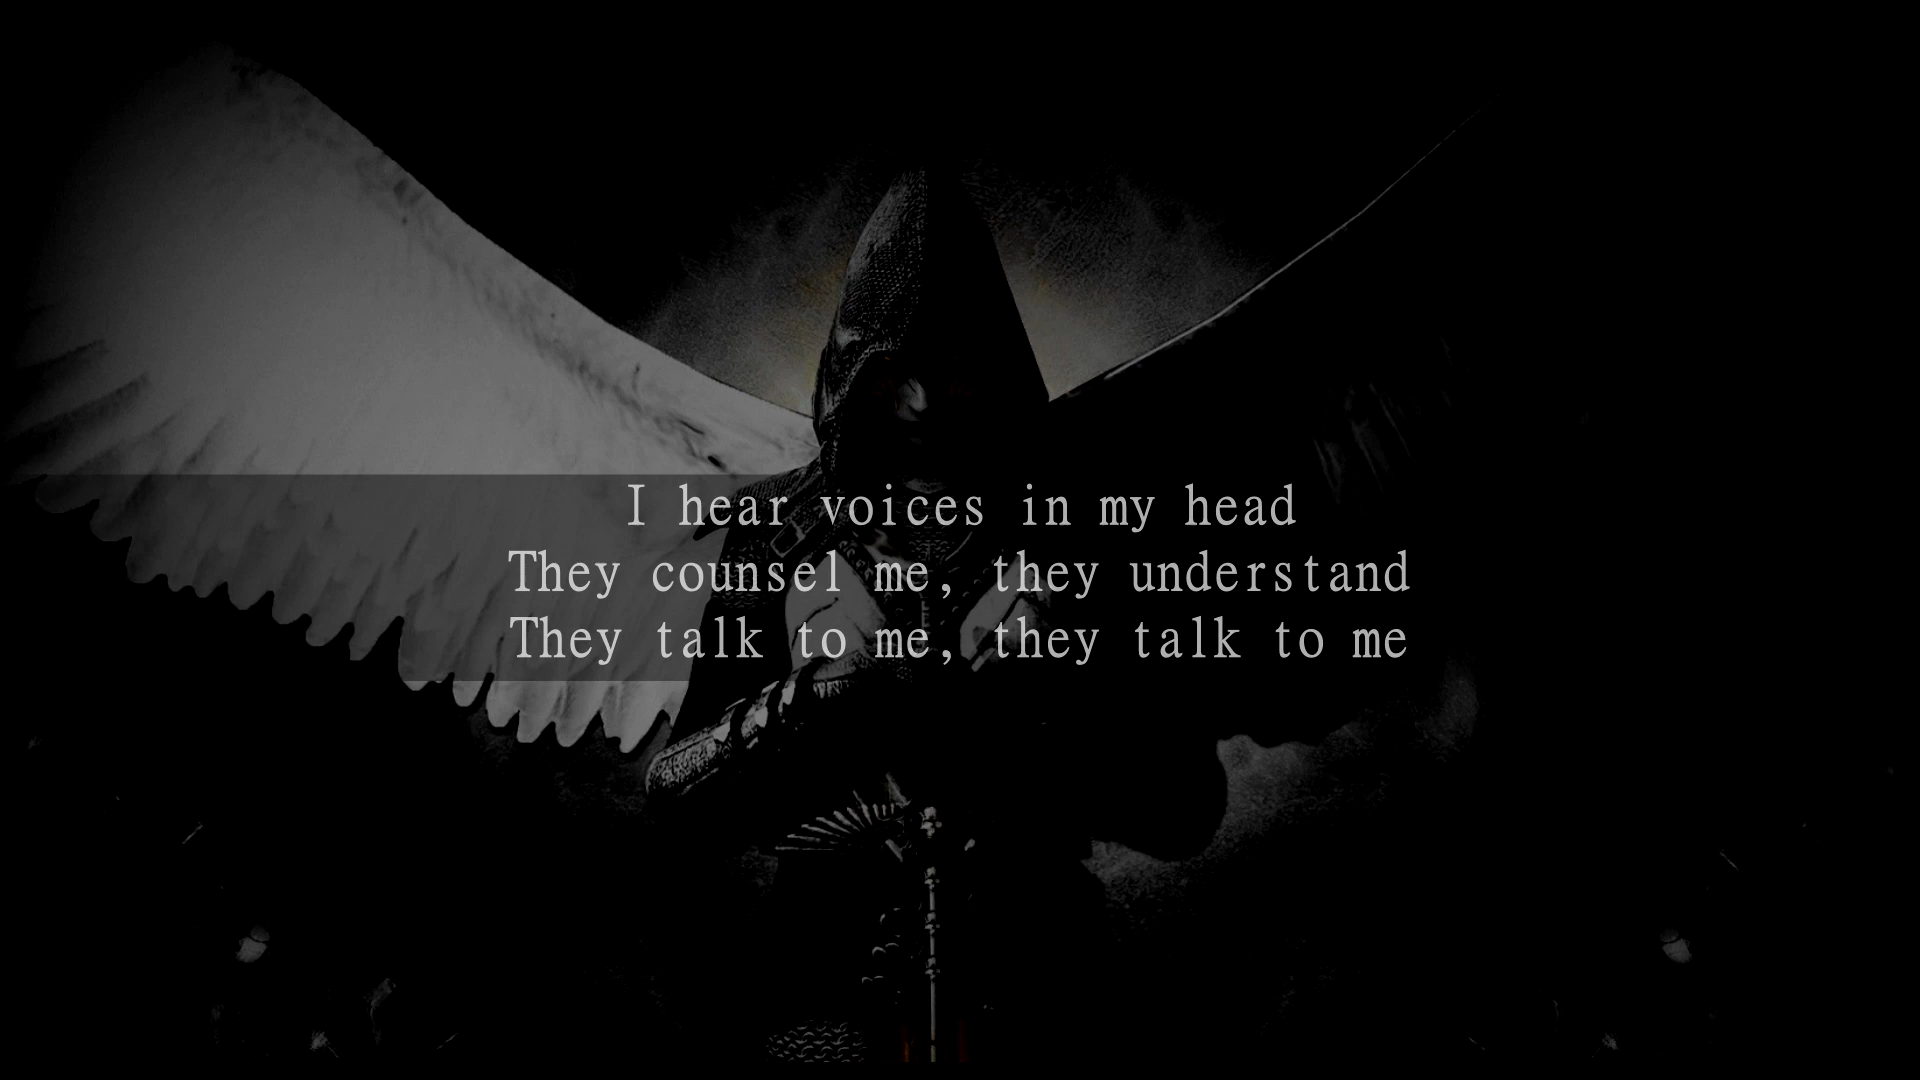 I hear voices in my head
They counsel me, they understand
They talk to me, they talk to me